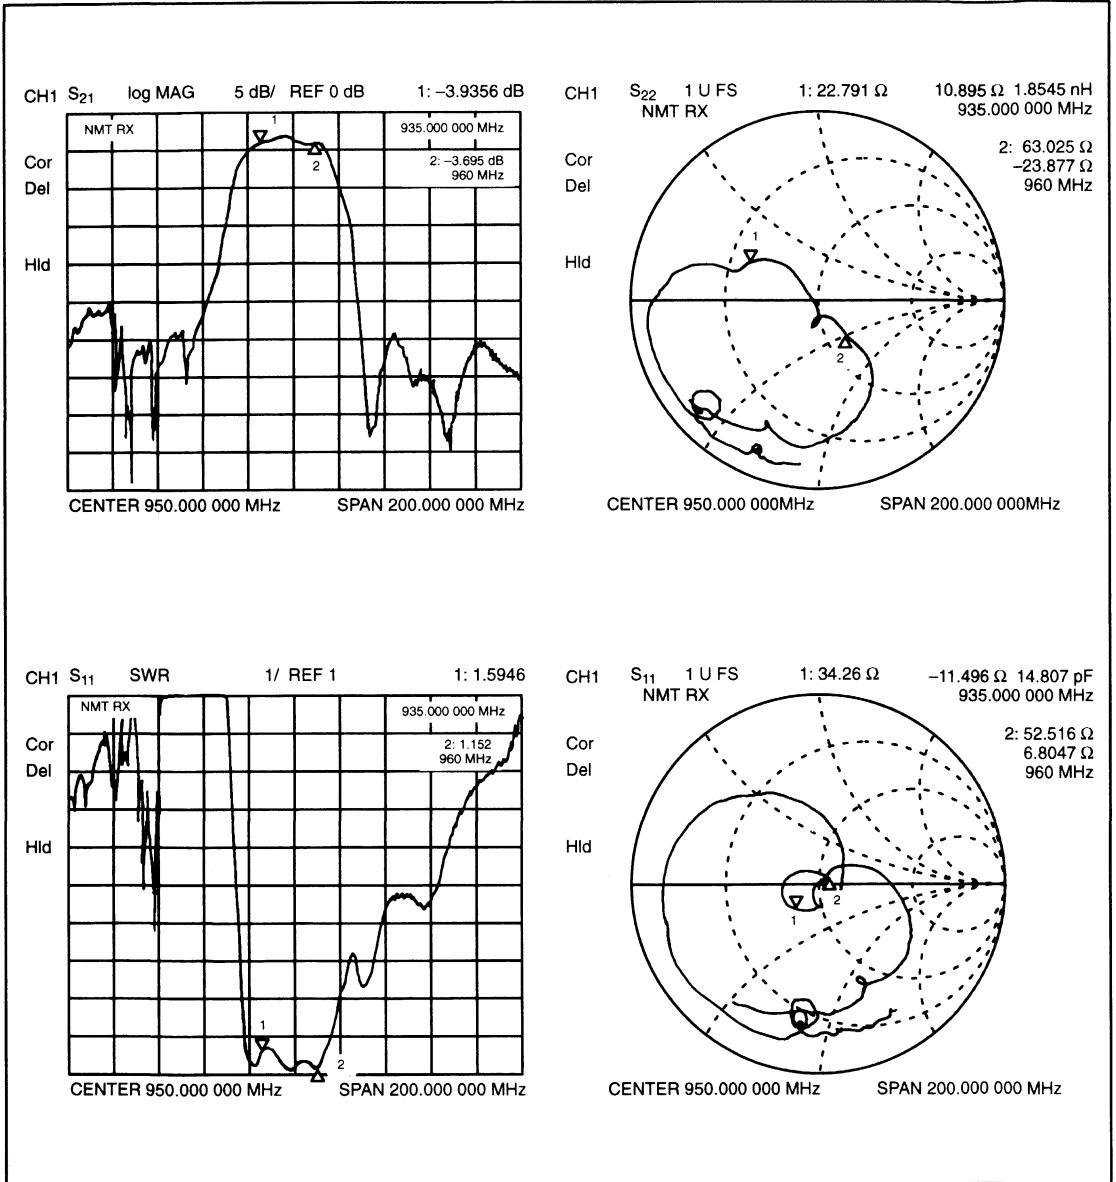 CH1 S21 log MAG 5 dB/ REF 0 dB 1: –3.9356 dB
NMT RX
935.000 000 MHz
1
Cor
2: –3.695 dB
960 MHz
2
Del
Hld
CENTER 950.000 000 MHz SPAN 200.000 000 MHz
CH1 S22 1 U FS 1: 22.791 Ω 10.895 Ω 1.8545 nH
NMT RX 935.000 000 MHz
2: 63.025 Ω
Cor
–23.877 Ω
Del
960 MHz
1
Hld
2
CENTER 950.000 000MHz SPAN 200.000 000MHz
CH1 S11 SWR 1/ REF 1 1: 1.5946
NMT RX
935.000 000 MHz
Cor
2: 1.152
960 MHz
Del
Hld
1
2
CENTER 950.000 000 MHz SPAN 200.000 000 MHz
CH1 S11 1 U FS 1: 34.26 Ω –11.496 Ω 14.807 pF
NMT RX 935.000 000 MHz
2: 52.516 Ω
Cor
6.8047 Ω
Del
960 MHz
Hld
1
2
CENTER 950.000 000 MHz SPAN 200.000 000 MHz